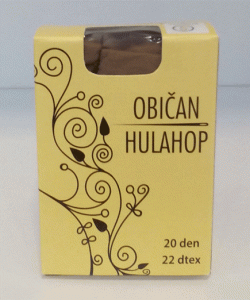 OBIČAN
HULAHOP
20 den
22 dtex